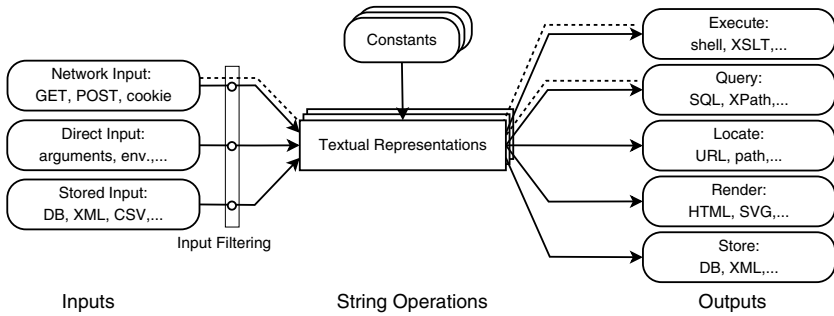 Constants
Network Input:
GET, POST, cookie
Direct Input:
arguments, env.,...
Stored Input:
DB, XML, CSV,...
Input Filtering
Textual Representations
Execute:
shell, XSLT,...
Query:
SQL, XPath,...
Locate:
URL, path,...
Render:
HTML, SVG,...
Store:
DB, XML,...
Inputs
String Operations
Outputs